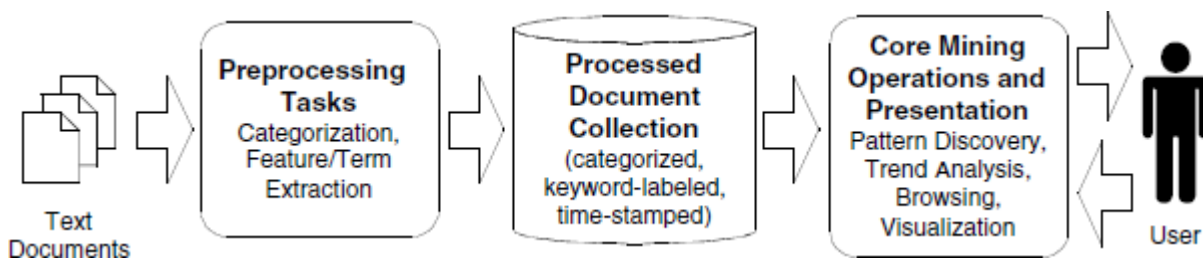 Text
Documents
Preprocessing
Tasks
Categorization,
Feature/Term
Extraction
Processed
Document
Collection
(categorized,
keyword-labeled,
time-stamped)
Core Mining
Operations and
Presentation
Pattern Discovery,
Trend Analysis,
Browsing,
Visualization
User